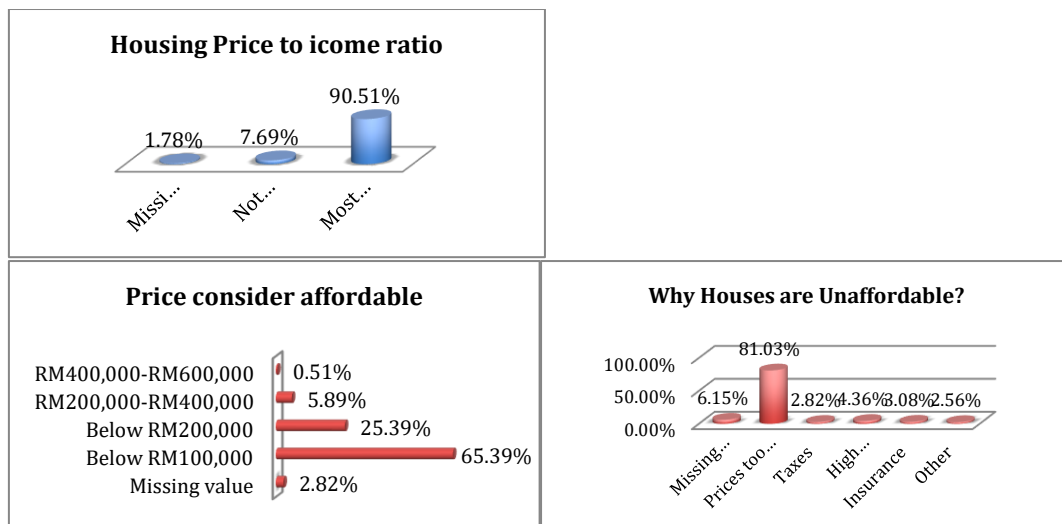 Housing Price to icome ratio
90.51%
1.78%
7.69%
Missi...
Not...
Most...
Price consider affordable
RM400,000-RM600,000
0.51%
RM200,000-RM400,000
5.89%
Below RM200,000
25.39%
Below RM100,000
65.39%
Missing value
2.82%
Why Houses are Unaffordable?
100.00%
50.00%
0.00%
6.15%
81.03%
2.82%
4.36%
3.08%
2.56%
Missing...
Prices too...
Taxes
High...
Insurance
Other